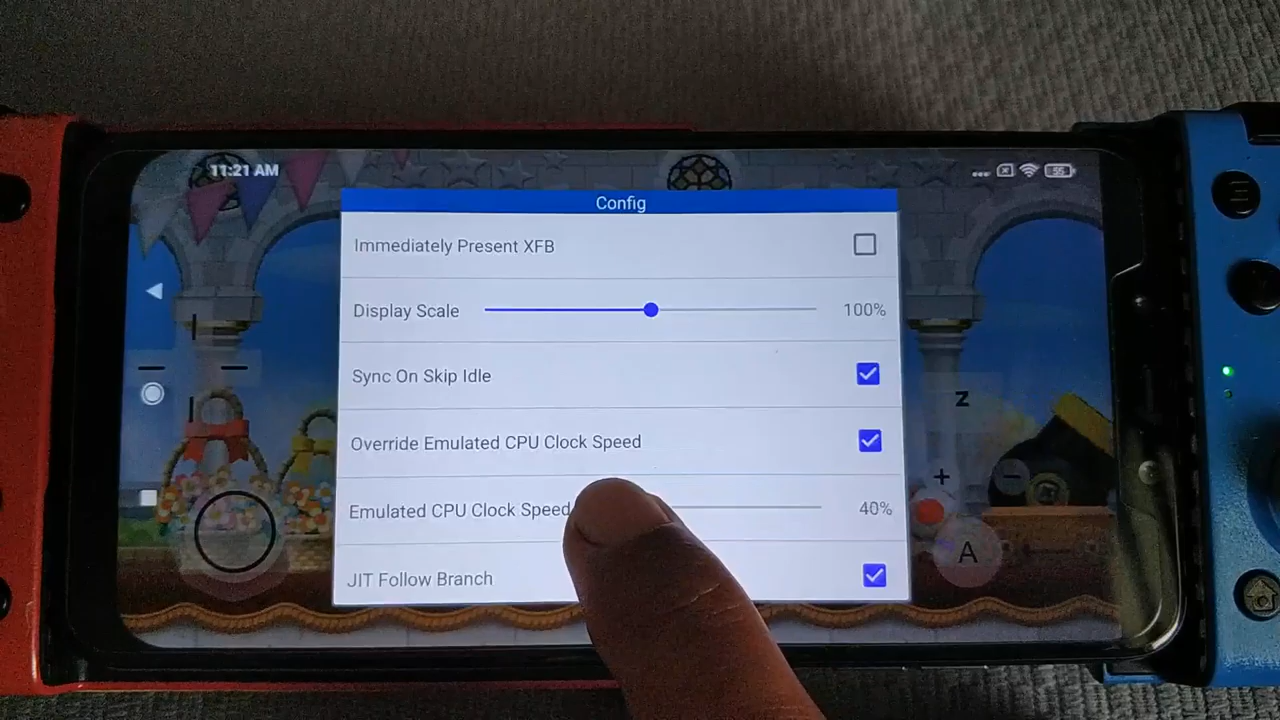 11:21 AM
55
Config
Immediately Present XFB
Display Scale 100%
Sync On Skip Idle
Override Emulated CPU Clock Speed
Z
+
Emulated CPU Clock Speed 40%
A
JIT Follow Branch